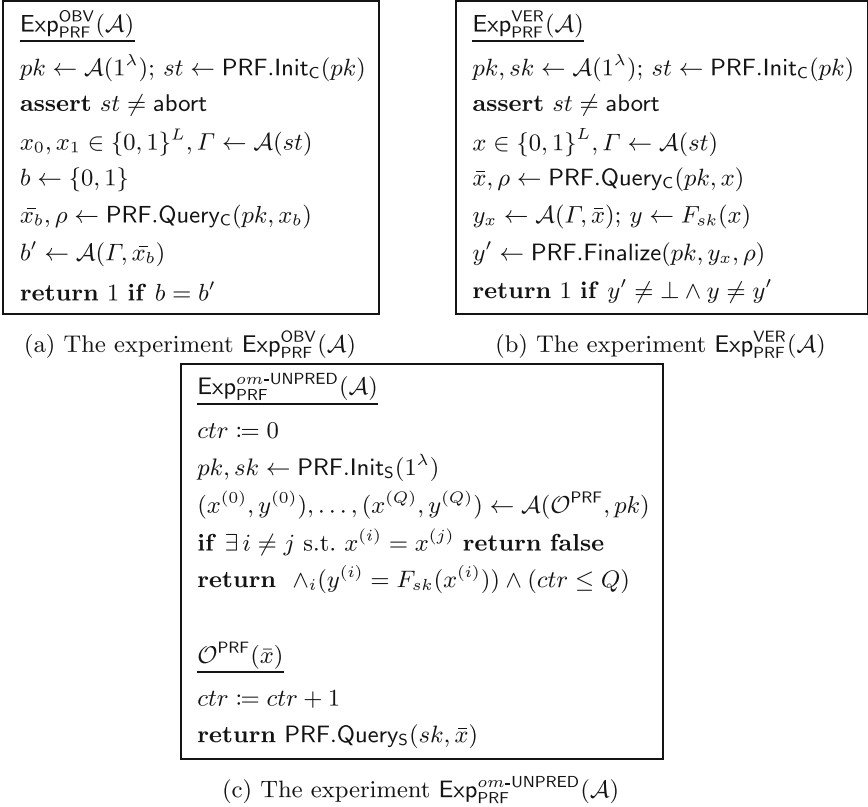 Exp^OBV_PRF(𝒜)
pk ← 𝒜(1^λ); st ← PRF.Init_C(pk)
assert st ≠ abort
x_0, x_1 ∈ {0, 1}^L, Γ ← 𝒜(st)
b ← {0, 1}
x̄_b, ρ ← PRF.Query_C(pk, x_b)
b′ ← 𝒜(Γ, x̄_b)
return 1 if b = b′
(a) The experiment Exp^OBV_PRF(𝒜)
Exp^VER_PRF(𝒜)
pk, sk ← 𝒜(1^λ); st ← PRF.Init_C(pk)
assert st ≠ abort
x ∈ {0, 1}^L, Γ ← 𝒜(st)
x̄, ρ ← PRF.Query_C(pk, x)
y_x ← 𝒜(Γ, x̄); y ← F_sk(x)
y′ ← PRF.Finalize(pk, y_x, ρ)
return 1 if y′ ≠ ⊥ ∧ y ≠ y′
(b) The experiment Exp^VER_PRF(𝒜)
Exp^om-UNPRED_PRF(𝒜)
ctr := 0
pk, sk ← PRF.Init_S(1^λ)
(x^(0), y^(0)), . . . , (x^(Q), y^(Q)) ← 𝒜(𝒪^PRF, pk)
if ∃ i ≠ j s.t. x^(i) = x^(j) return false
return ∧_i(y^(i) = F_sk(x^(i))) ∧ (ctr ≤ Q)
𝒪^PRF(x̄)
ctr := ctr + 1
return PRF.Query_S(sk, x̄)
(c) The experiment Exp^om-UNPRED_PRF(𝒜)